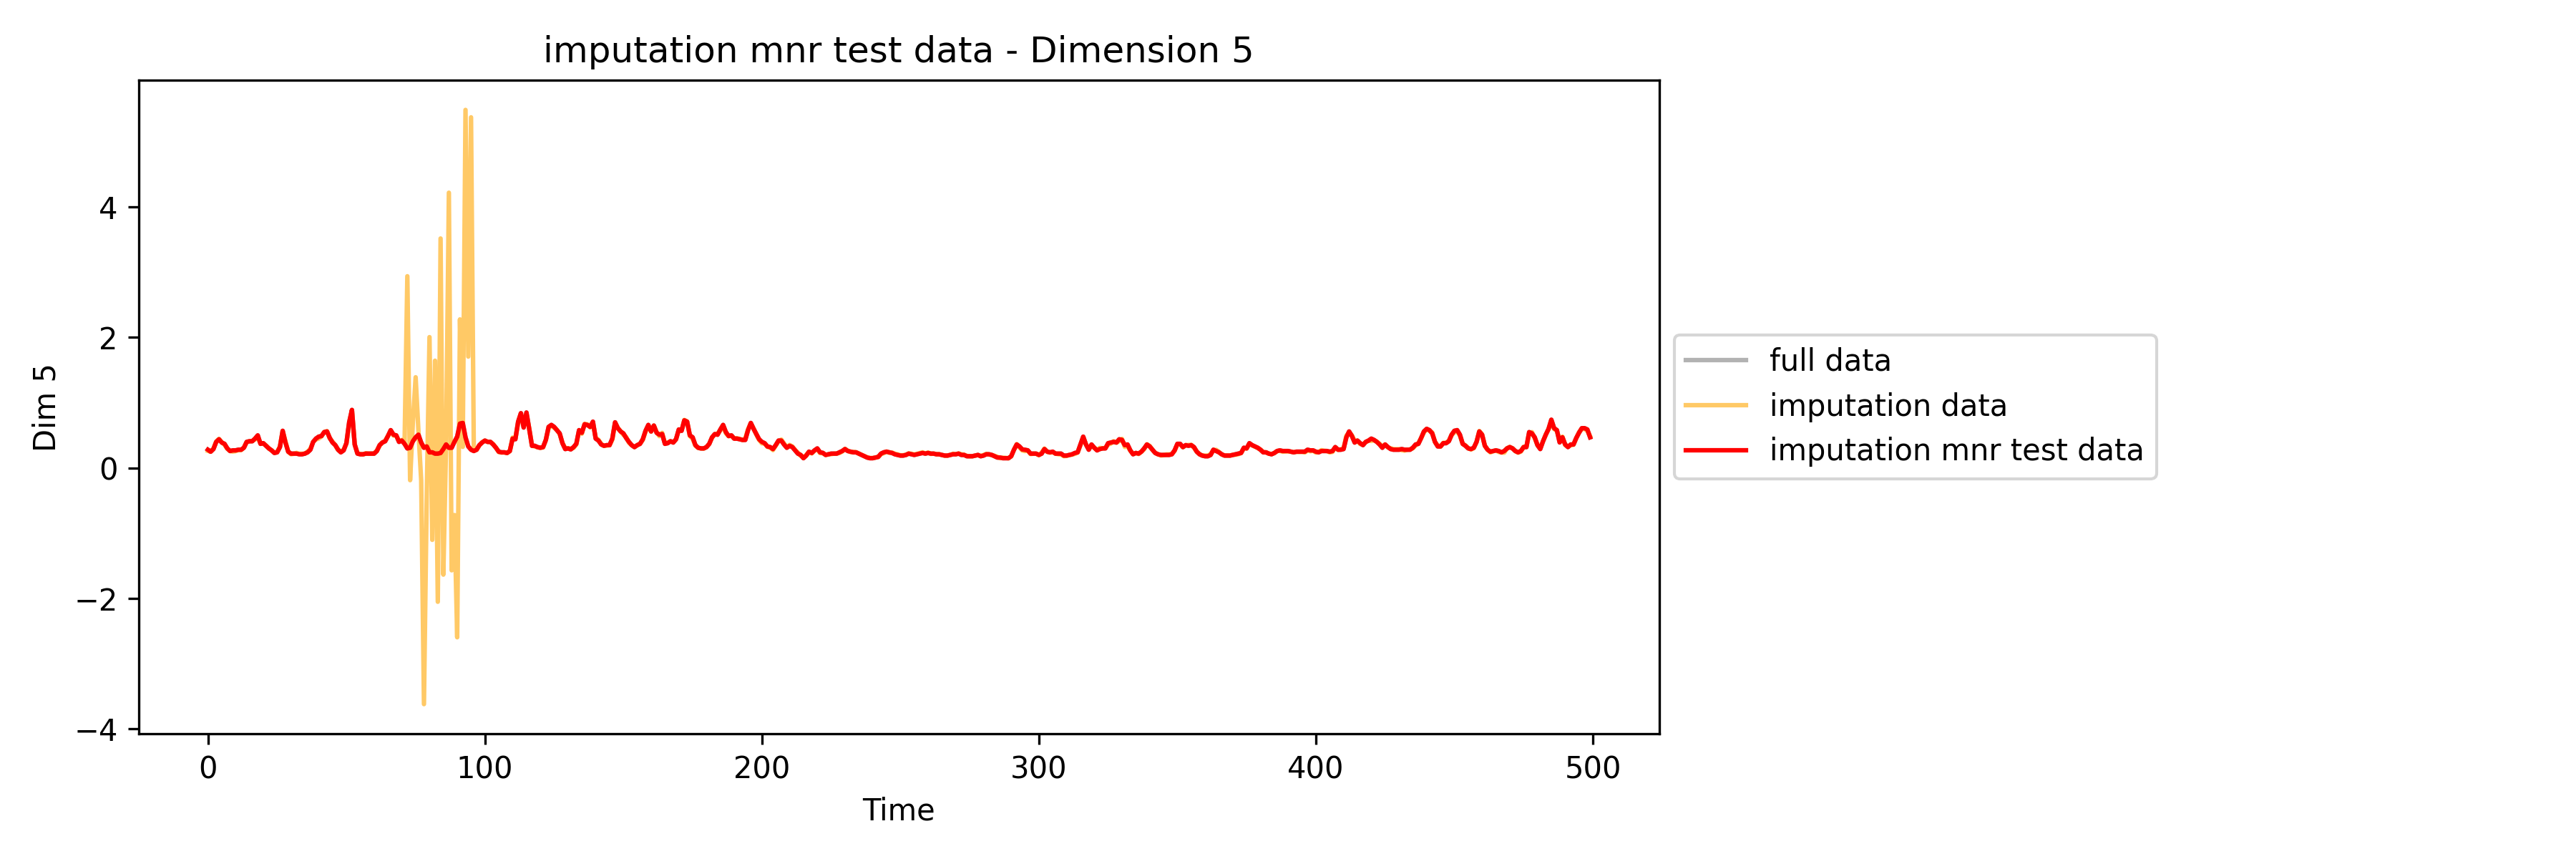 imputation mnr test data - Dimension 5
4
2
0
−2
−4
Dim 5
0 100 200 300 400 500
Time
full data
imputation data
imputation mnr test data